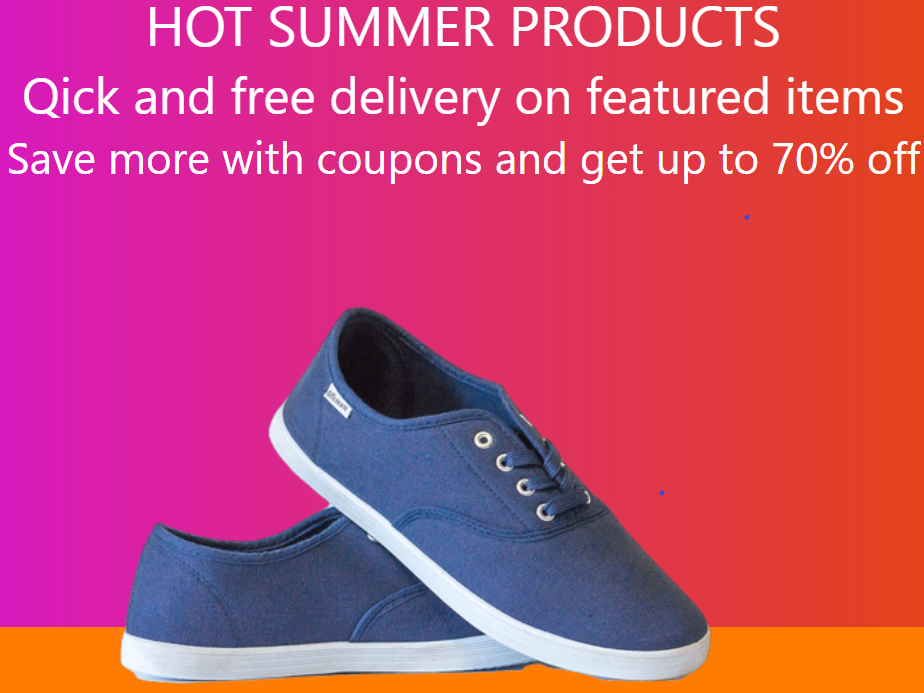 HOT SUMMER PRODUCTS
Qick and free delivery on featured items
Save more with coupons and get up to 70% off